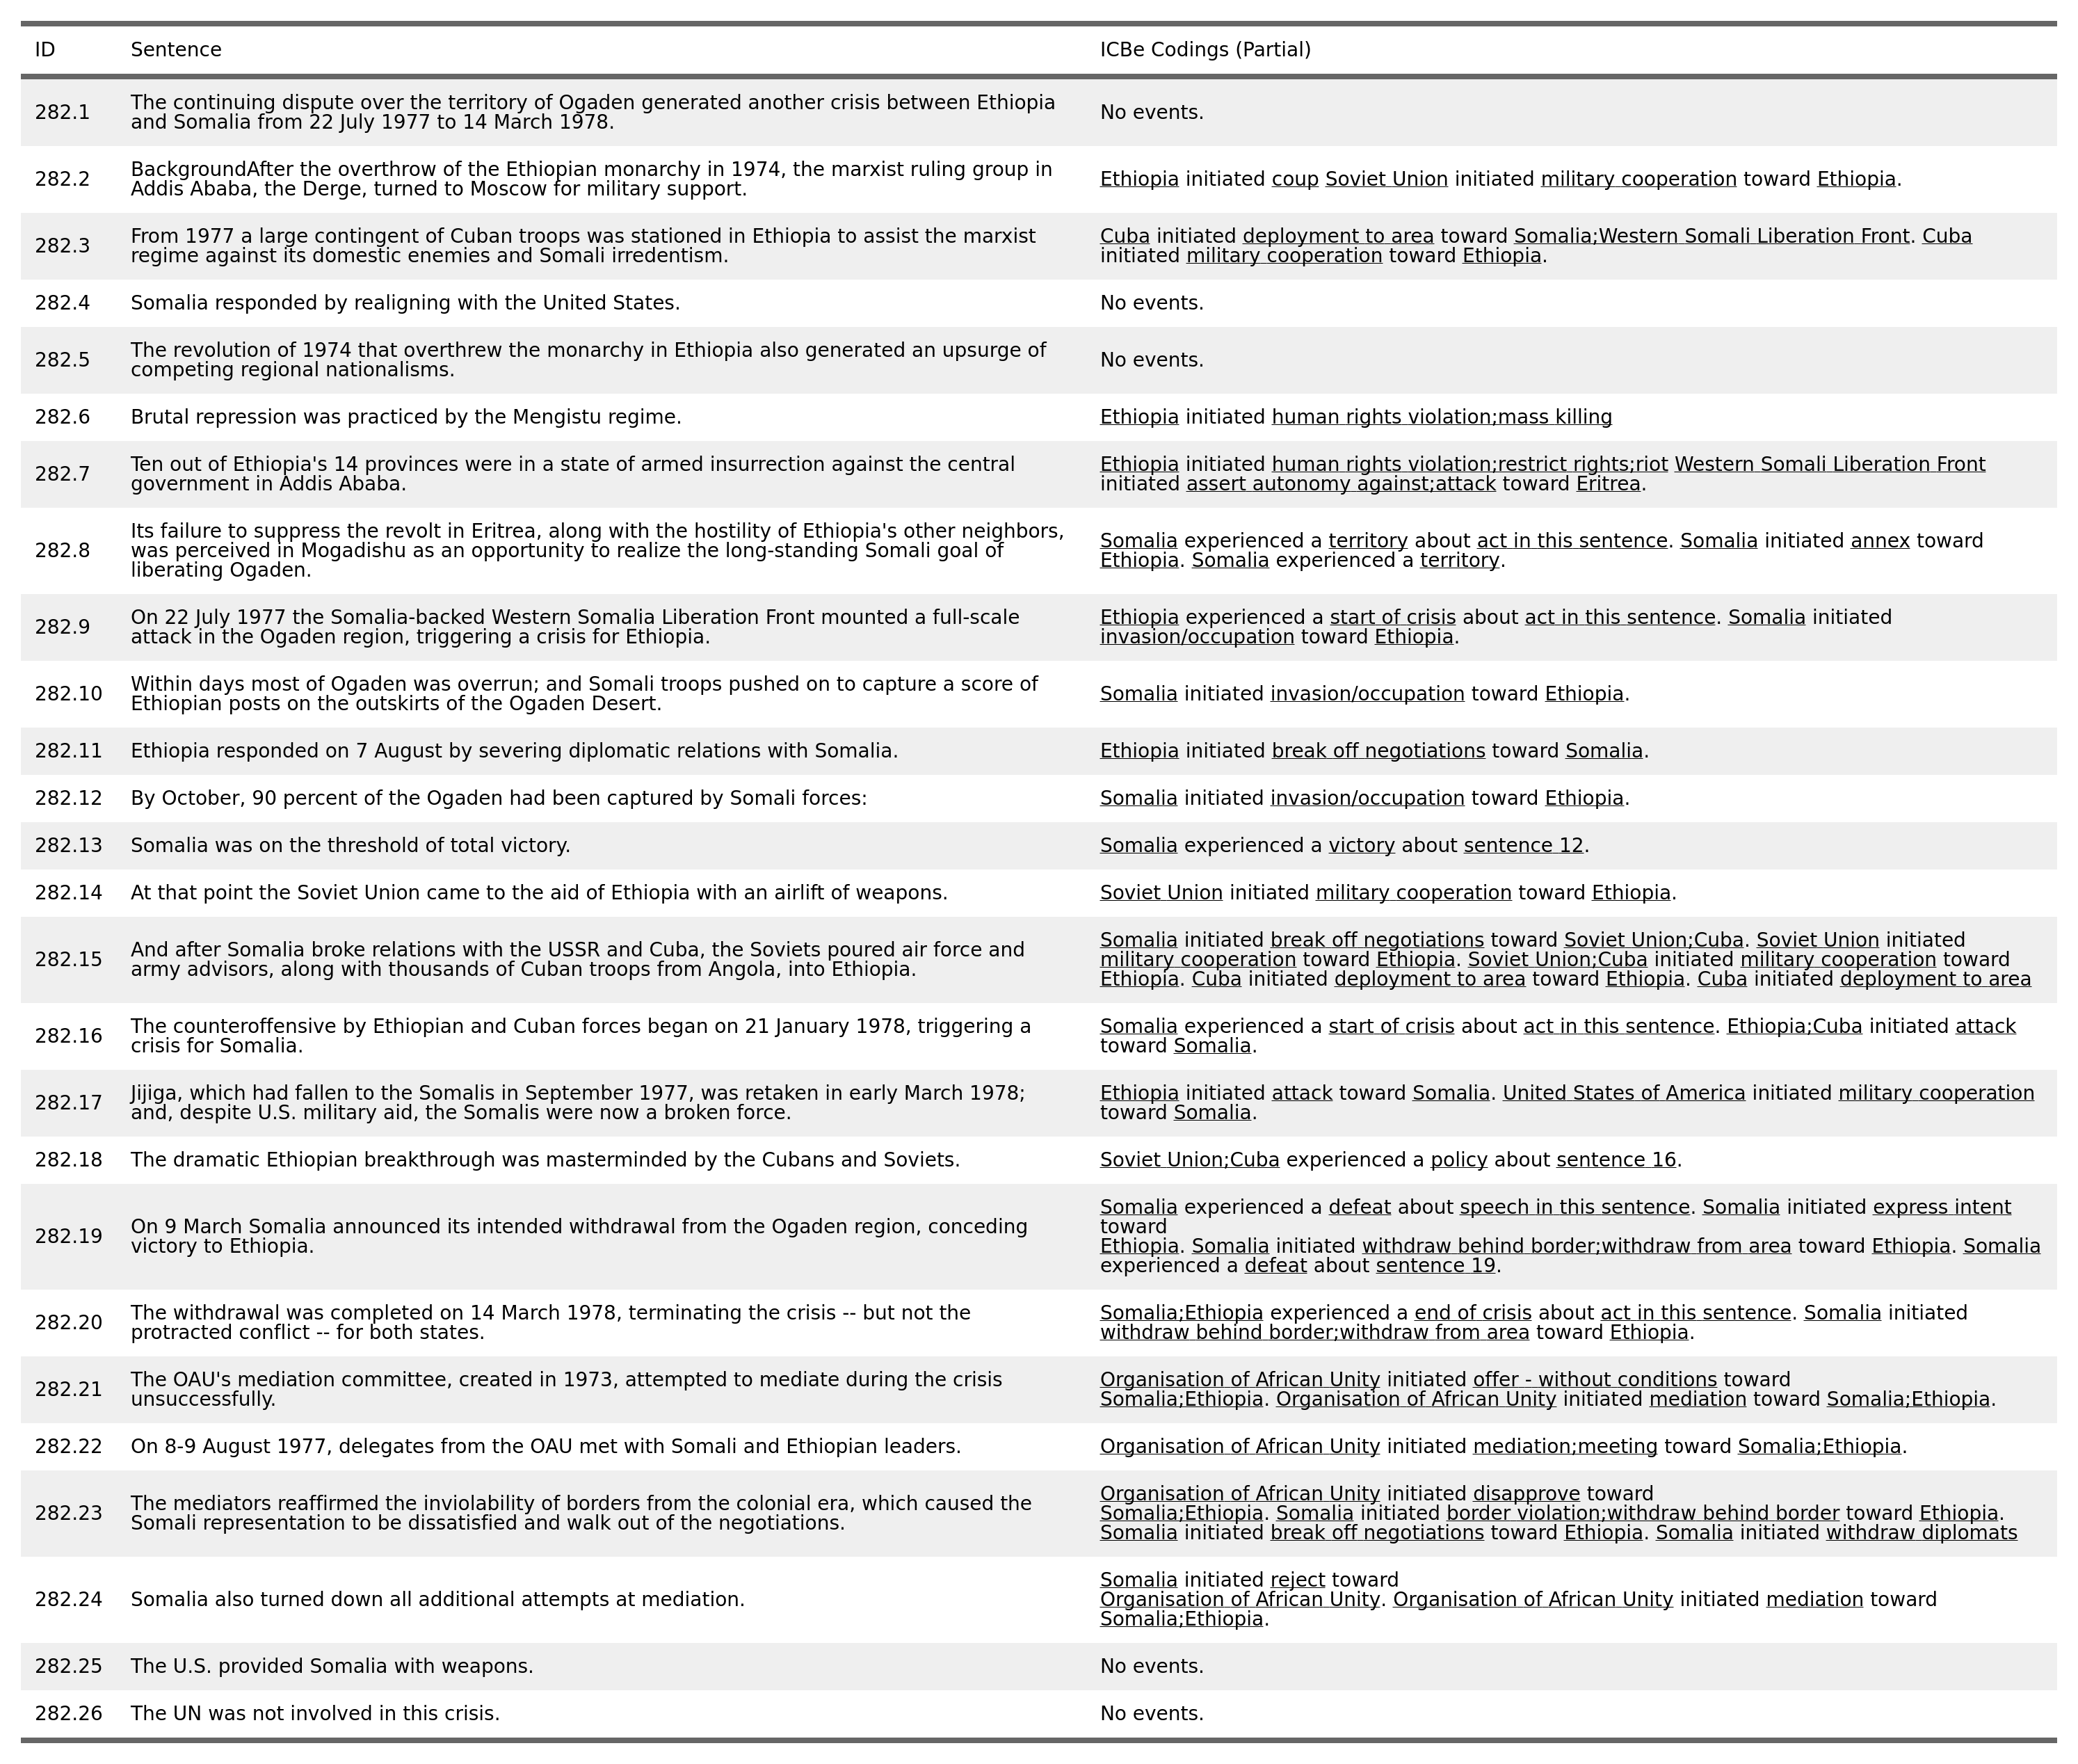 ID Sentence ICBe Codings (Partial)
282.1 The continuing dispute over the territory of Ogaden generated another crisis between Ethiopia
and Somalia from 22 July 1977 to 14 March 1978.
No events.
282.2 BackgroundAfter the overthrow of the Ethiopian monarchy in 1974, the marxist ruling group in
Addis Ababa, the Derge, turned to Moscow for military support.
Ethiopia initiated coup Soviet Union initiated military cooperation toward Ethiopia.
282.3 From 1977 a large contingent of Cuban troops was stationed in Ethiopia to assist the marxist
regime against its domestic enemies and Somali irredentism.
Cuba initiated deployment to area toward Somalia;Western Somali Liberation Front. Cuba
initiated military cooperation toward Ethiopia.
282.4 Somalia responded by realigning with the United States.
No events.
282.5 The revolution of 1974 that overthrew the monarchy in Ethiopia also generated an upsurge of
competing regional nationalisms.
No events.
282.6 Brutal repression was practiced by the Mengistu regime.
Ethiopia initiated human rights violation;mass killing
282.7 Ten out of Ethiopia's 14 provinces were in a state of armed insurrection against the central
government in Addis Ababa.
Ethiopia initiated human rights violation;restrict rights;riot Western Somali Liberation Front
initiated assert autonomy against;attack toward Eritrea.
282.8 Its failure to suppress the revolt in Eritrea, along with the hostility of Ethiopia's other neighbors,
was perceived in Mogadishu as an opportunity to realize the long-standing Somali goal of
liberating Ogaden.
Somalia experienced a territory about act in this sentence. Somalia initiated annex toward
Ethiopia. Somalia experienced a territory.
282.9 On 22 July 1977 the Somalia-backed Western Somalia Liberation Front mounted a full-scale
attack in the Ogaden region, triggering a crisis for Ethiopia.
Ethiopia experienced a start of crisis about act in this sentence. Somalia initiated
invasion/occupation toward Ethiopia.
282.10 Within days most of Ogaden was overrun; and Somali troops pushed on to capture a score of
Ethiopian posts on the outskirts of the Ogaden Desert.
Somalia initiated invasion/occupation toward Ethiopia.
282.11 Ethiopia responded on 7 August by severing diplomatic relations with Somalia.
Ethiopia initiated break off negotiations toward Somalia.
282.12 By October, 90 percent of the Ogaden had been captured by Somali forces:
Somalia initiated invasion/occupation toward Ethiopia.
282.13 Somalia was on the threshold of total victory.
Somalia experienced a victory about sentence 12.
282.14 At that point the Soviet Union came to the aid of Ethiopia with an airlift of weapons.
Soviet Union initiated military cooperation toward Ethiopia.
282.15 And after Somalia broke relations with the USSR and Cuba, the Soviets poured air force and
army advisors, along with thousands of Cuban troops from Angola, into Ethiopia.
Somalia initiated break off negotiations toward Soviet Union;Cuba. Soviet Union initiated
military cooperation toward Ethiopia. Soviet Union;Cuba initiated military cooperation toward
Ethiopia. Cuba initiated deployment to area toward Ethiopia. Cuba initiated deployment to area
282.16 The counteroffensive by Ethiopian and Cuban forces began on 21 January 1978, triggering a
crisis for Somalia.
Somalia experienced a start of crisis about act in this sentence. Ethiopia;Cuba initiated attack
toward Somalia.
282.17 Jijiga, which had fallen to the Somalis in September 1977, was retaken in early March 1978;
and, despite U.S. military aid, the Somalis were now a broken force.
Ethiopia initiated attack toward Somalia. United States of America initiated military cooperation
toward Somalia.
282.18 The dramatic Ethiopian breakthrough was masterminded by the Cubans and Soviets.
Soviet Union;Cuba experienced a policy about sentence 16.
282.19 On 9 March Somalia announced its intended withdrawal from the Ogaden region, conceding
victory to Ethiopia.
Somalia experienced a defeat about speech in this sentence. Somalia initiated express intent
toward
Ethiopia. Somalia initiated withdraw behind border;withdraw from area toward Ethiopia. Somalia
experienced a defeat about sentence 19.
282.20 The withdrawal was completed on 14 March 1978, terminating the crisis -- but not the
protracted conflict -- for both states.
Somalia;Ethiopia experienced a end of crisis about act in this sentence. Somalia initiated
withdraw behind border;withdraw from area toward Ethiopia.
282.21 The OAU's mediation committee, created in 1973, attempted to mediate during the crisis
unsuccessfully.
Organisation of African Unity initiated offer - without conditions toward
Somalia;Ethiopia. Organisation of African Unity initiated mediation toward Somalia;Ethiopia.
282.22 On 8-9 August 1977, delegates from the OAU met with Somali and Ethiopian leaders.
Organisation of African Unity initiated mediation;meeting toward Somalia;Ethiopia.
282.23 The mediators reaffirmed the inviolability of borders from the colonial era, which caused the
Somali representation to be dissatisfied and walk out of the negotiations.
Organisation of African Unity initiated disapprove toward
Somalia;Ethiopia. Somalia initiated border violation;withdraw behind border toward Ethiopia.
Somalia initiated break off negotiations toward Ethiopia. Somalia initiated withdraw diplomats
282.24 Somalia also turned down all additional attempts at mediation.
Somalia initiated reject toward
Organisation of African Unity. Organisation of African Unity initiated mediation toward
Somalia;Ethiopia.
282.25 The U.S. provided Somalia with weapons.
No events.
282.26 The UN was not involved in this crisis.
No events.